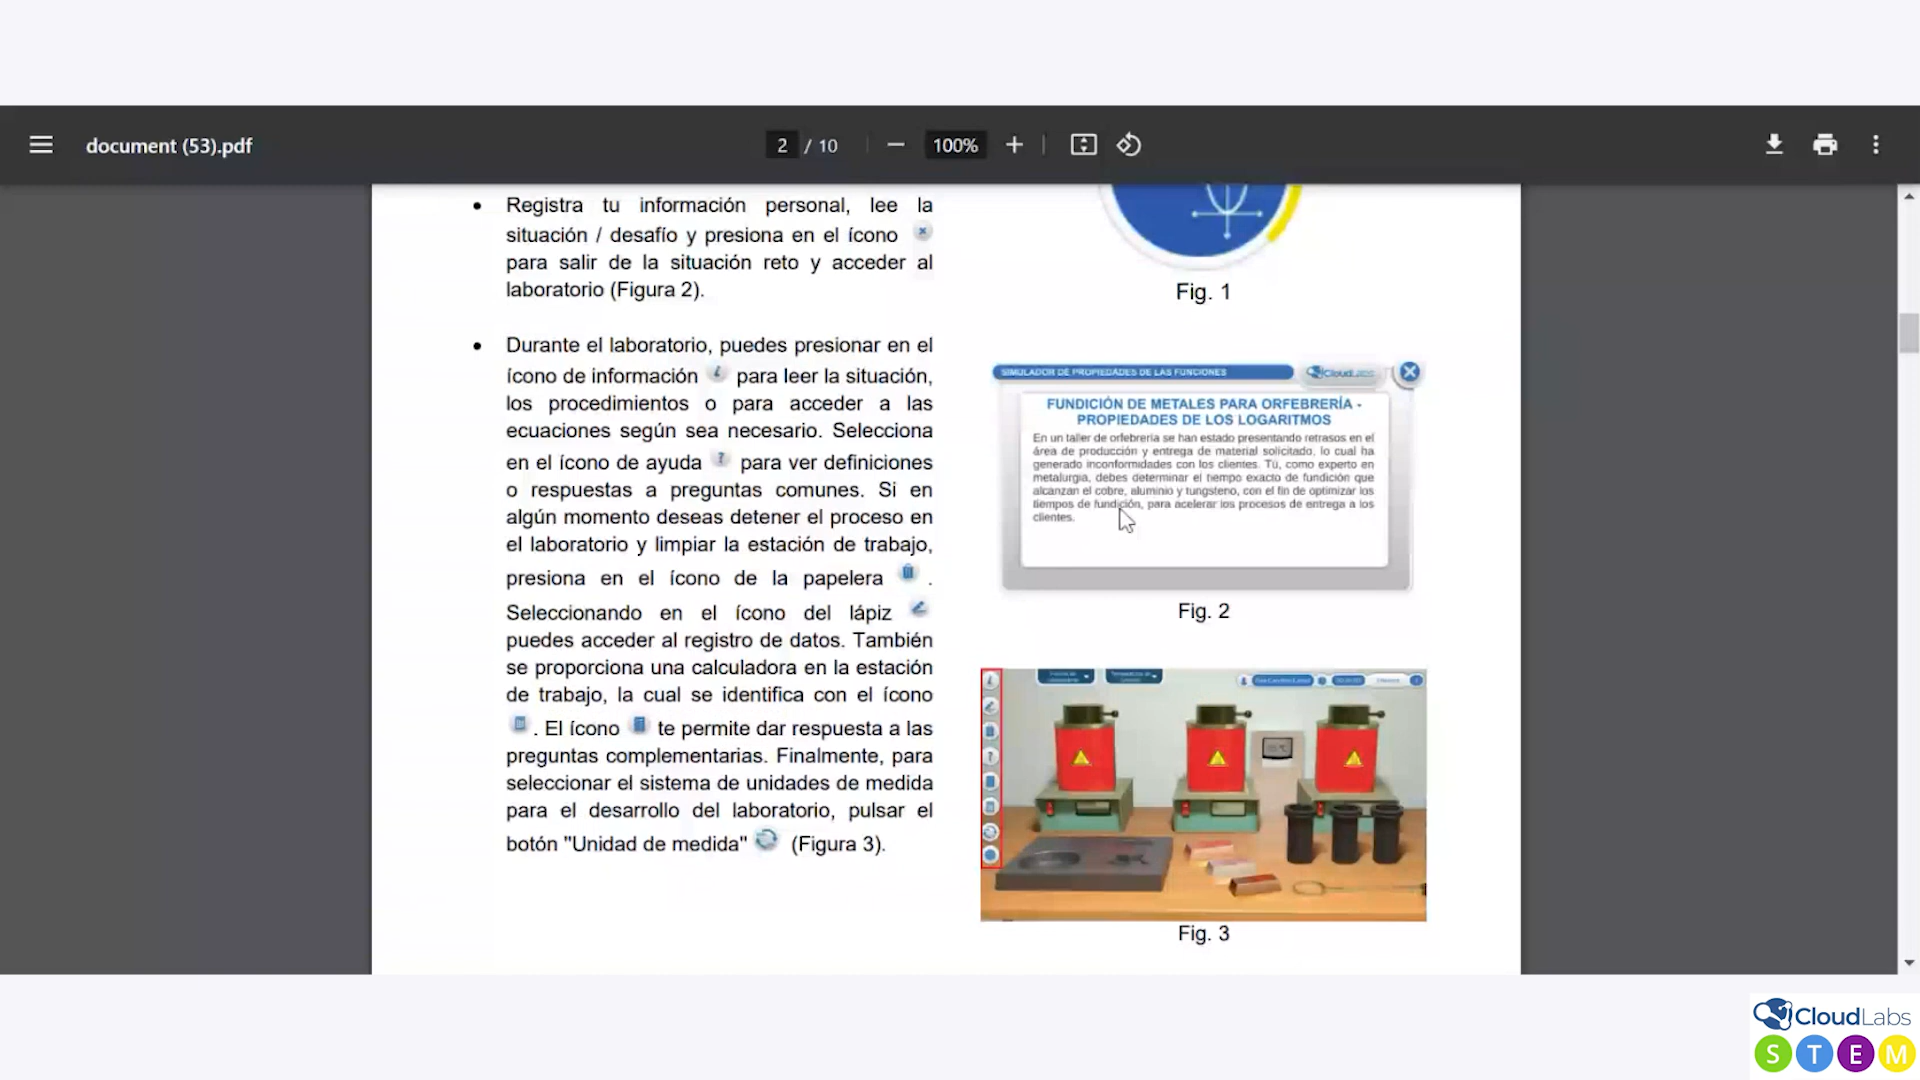 document (53).pdf
2 / 10
100%
Registra tu información personal, lee la
situación / desafío y presiona en el ícono
para salir de la situación reto y acceder al
laboratorio (Figura 2).
Durante el laboratorio, puedes presionar en el
ícono de información para leer la situación,
los procedimientos o para acceder a las
ecuaciones según sea necesario. Selecciona
en el ícono de ayuda para ver definiciones
o respuestas a preguntas comunes. Si en
algún momento deseas detener el proceso en
el laboratorio y limpiar la estación de trabajo,
presiona en el ícono de la papelera .
Seleccionando en el ícono del lápiz
puedes acceder al registro de datos. También
se proporciona una calculadora en la estación
de trabajo, la cual se identifica con el ícono
. El ícono te permite dar respuesta a las
preguntas complementarias. Finalmente, para
seleccionar el sistema de unidades de medida
para el desarrollo del laboratorio, pulsar el
botón "Unidad de medida" (Figura 3).
Fig. 1
SIMULADOR DE PROPIEDADES DE LAS FUNCIONES
CloudLabs
FUNDICIÓN DE METALES PARA ORFEBRERÍA -
PROPIEDADES DE LOS LOGARITMOS
En un taller de orfebrería se han estado presentando retrasos en el
área de producción y entrega de material solicitado, lo cual ha
generado inconformidades con los clientes. Tú, como experto en
metalurgia, debes determinar el tiempo exacto de fundición que
alcanzan el cobre, aluminio y tungsteno, con el fin de optimizar los
tiempos de fundición, para acelerar los procesos de entrega a los
clientes.
Fig. 2
Fig. 3
CloudLabs
STEM